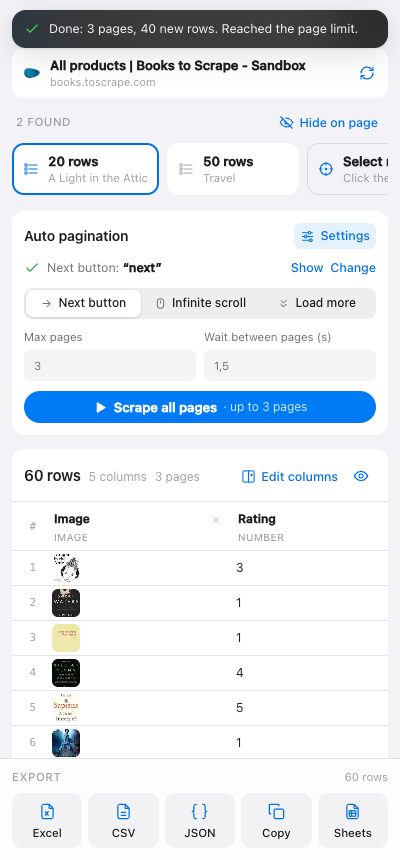 Done: 3 pages, 40 new rows. Reached the page limit.
All products | Books to Scrape - Sandbox
books.toscrape.com
2 FOUND
Hide on page
20 rows
A Light in the Attic
50 rows
Travel
Select
Click the
Auto pagination
Settings
Next button: “next”
Show Change
Next button
Infinite scroll
Load more
Max pages
Wait between pages (s)
3
1,5
Scrape all pages · up to 3 pages
60 rows 5 columns 3 pages
Edit columns
# Image × Rating
IMAGE NUMBER
1 3
2 1
3 1
4 4
5 Sapiens 5
6 1
EXPORT
60 rows
Excel
CSV
{ } JSON
Copy
Sheets